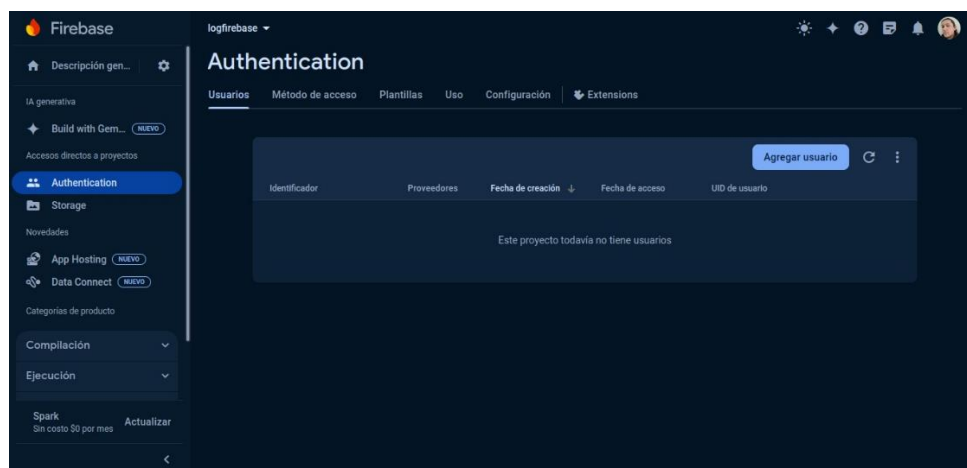 Firebase
Descripción gen...
IA generativa
Build with Gem... NUEVO
Accesos directos a proyectos
Authentication
Storage
Novedades
App Hosting NUEVO
Data Connect NUEVO
Categorías de producto
Compilación
Ejecución
Spark
Sin costo $0 por mes
Actualizar
logfirebase
Authentication
Usuarios Método de acceso Plantillas Uso Configuración Extensions
Agregar usuario
Identificador Proveedores Fecha de creación Fecha de acceso UID de usuario
Este proyecto todavía no tiene usuarios